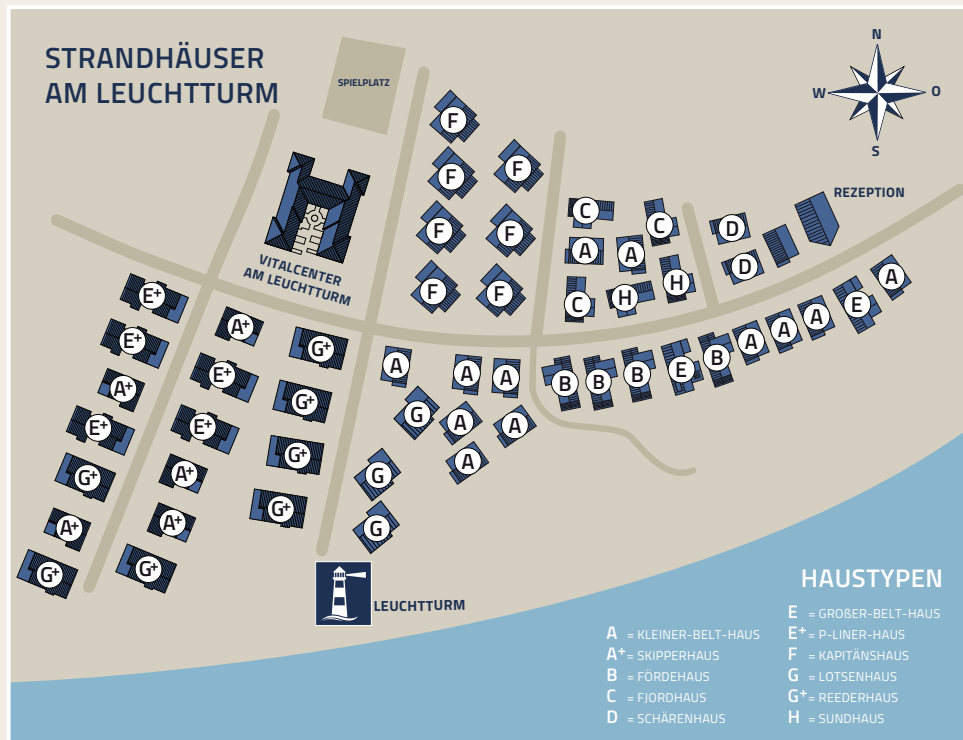 STRANDHÄUSER
AM LEUCHTTURM
SPIELPLATZ
N
W
O
S
REZEPTION
VITALCENTER
AM LEUCHTTURM
F
F
F
F
F
F
F
C
C
A
A
D
D
H
H
C
A
E
A
A
A
B
E
B
B
B
E+
E+
A+
E+
G+
A+
G+
A+
E+
E+
A+
A+
G+
G+
G+
G+
G+
A
A
A
G
A
A
A
G
G
LEUCHTTURM
HAUSTYPEN
A = KLEINER-BELT-HAUS
A+ = SKIPPERHAUS
B = FÖRDEHAUS
C = FJORDHAUS
D = SCHÄRENHAUS
E = GROßER-BELT-HAUS
E+ = P-LINER-HAUS
F = KAPITÄNSHAUS
G = LOTSENHAUS
G+ = REEDERHAUS
H = SUNDHAUS